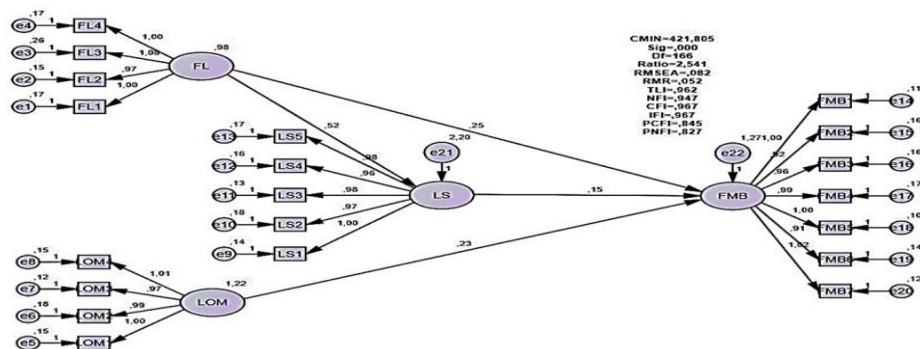 CMIN=421,805
Sig=,000
Df=166
Ratio=2,541
RMSEA=,082
RMR=,052
TLI=,962
NFI=,947
CFI=,967
IFI=,967
PCFI=,845
PNFI=,827
,17
e4 1 FL4 1,00
,26
e3 1 FL3 1,08
,15
e2 1 FL2 ,97
,17
e1 1 FL1 1,00
FL ,98
,52
,25
,17
e13 1 LS5 ,98
,16
e12 1 LS4 ,96
,13
e11 1 LS3 ,98
,18
e10 1 LS2 ,97
,14
e9 1 LS1 1,00
2,20
e21 1
LS
,15
,15
e8 1 LOM4 1,01
,12
e7 1 LOM3 ,97
,18
e6 1 LOM2 ,99
,15
e5 1 LOM1 1,00
LOM 1,22
,23
1,27
e22 1
FMB
1,00 FMB1 1 e14 ,11
,92 FMB2 1 e15
,96 FMB3 1 e16
,99 FMB4 1 e17
1,00 FMB5 1 e18
,91 FMB6 1 e19
1,02 FMB7 1 e20